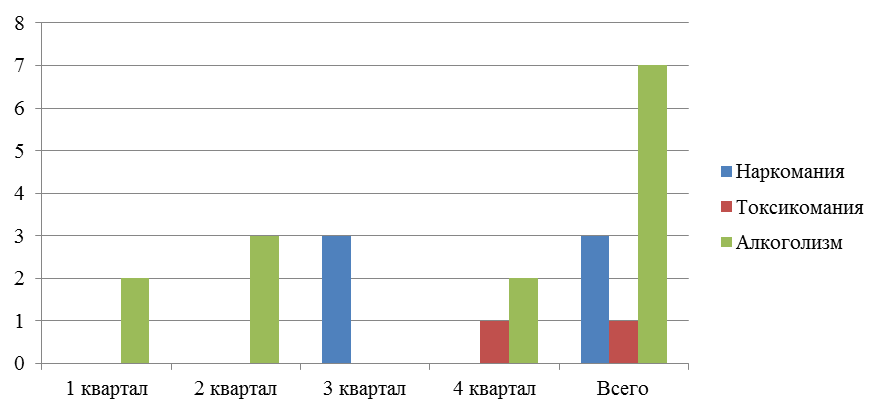 8
7
6
5
4
3
2
1
0
1 квартал
2 квартал
3 квартал
4 квартал
Всего
Наркомания
Токсикомания
Алкоголизм